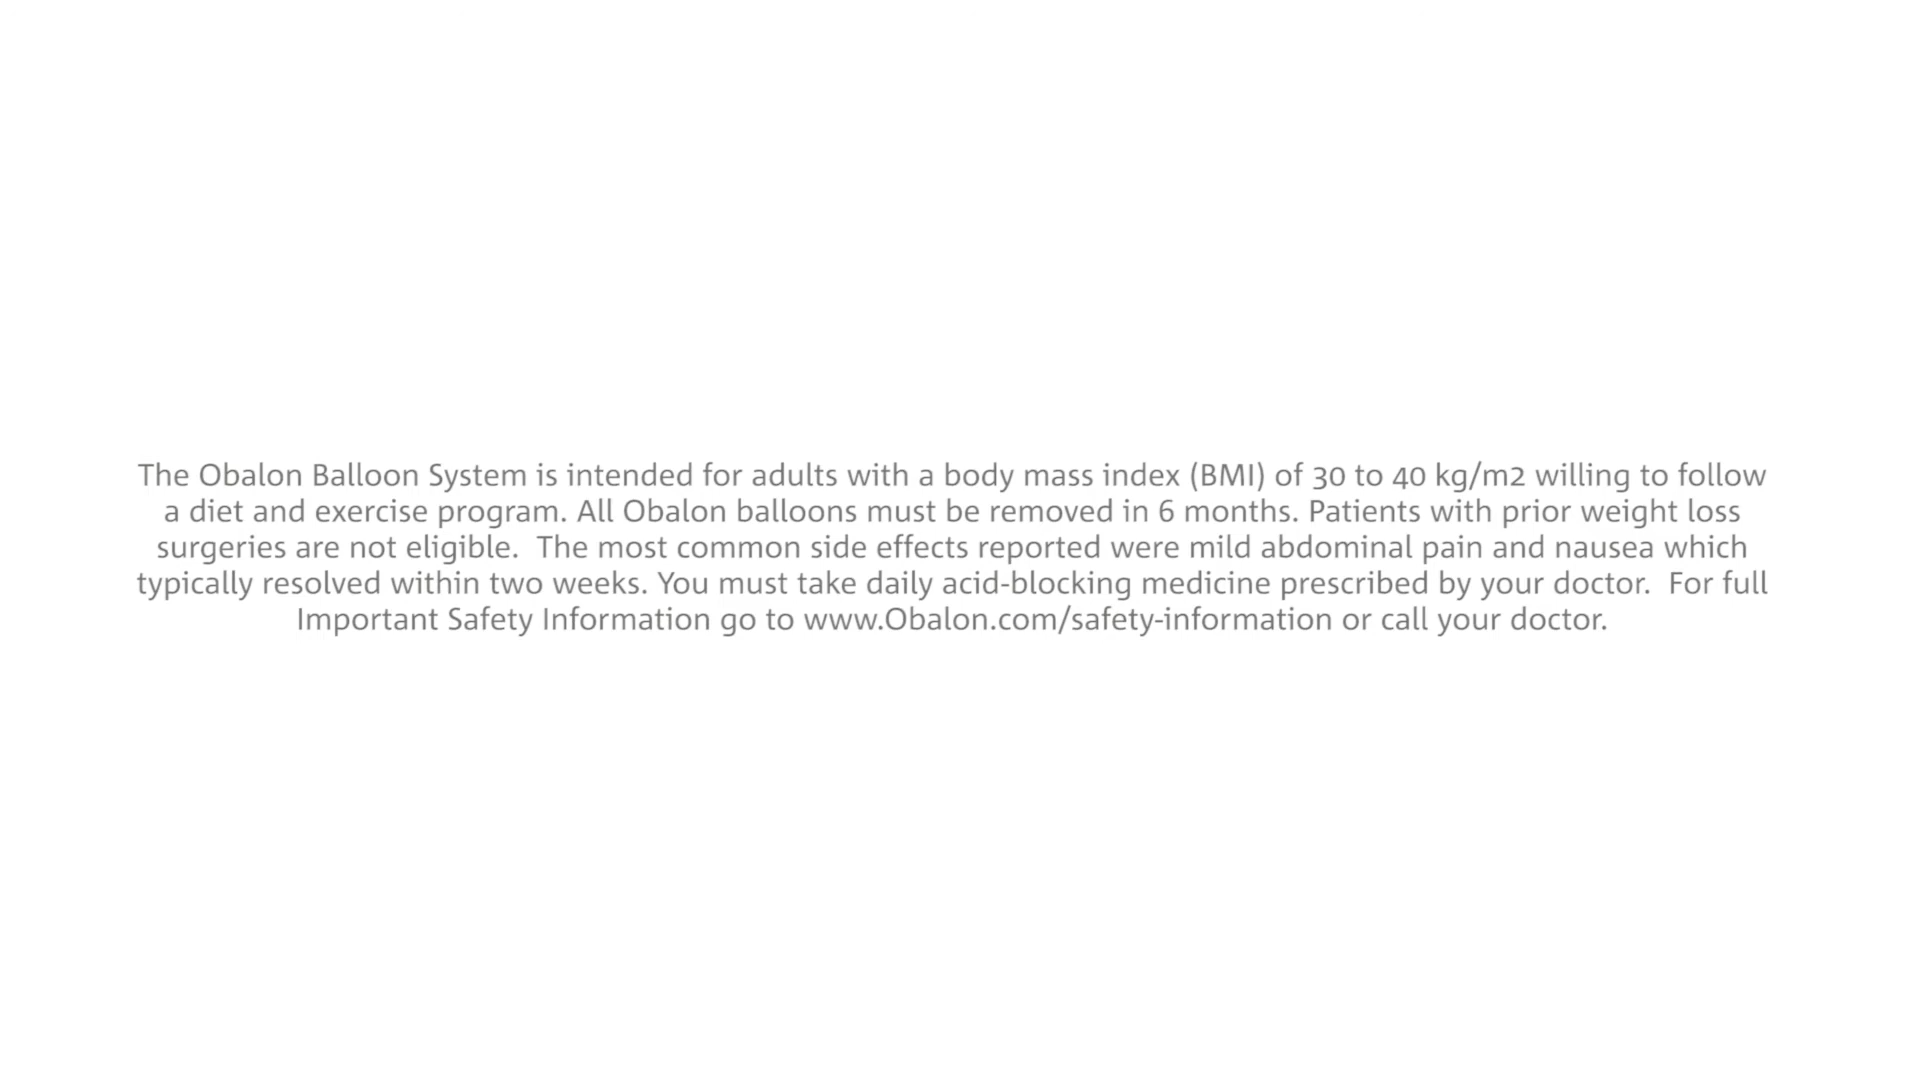 The Obalon Balloon System is intended for adults with a body mass index (BMI) of 30 to 40 kg/m2 willing to follow
a diet and exercise program. All Obalon balloons must be removed in 6 months. Patients with prior weight loss
surgeries are not eligible.  The most common side effects reported were mild abdominal pain and nausea which
typically resolved within two weeks. You must take daily acid-blocking medicine prescribed by your doctor.  For full
Important Safety Information go to www.Obalon.com/safety-information or call your doctor.